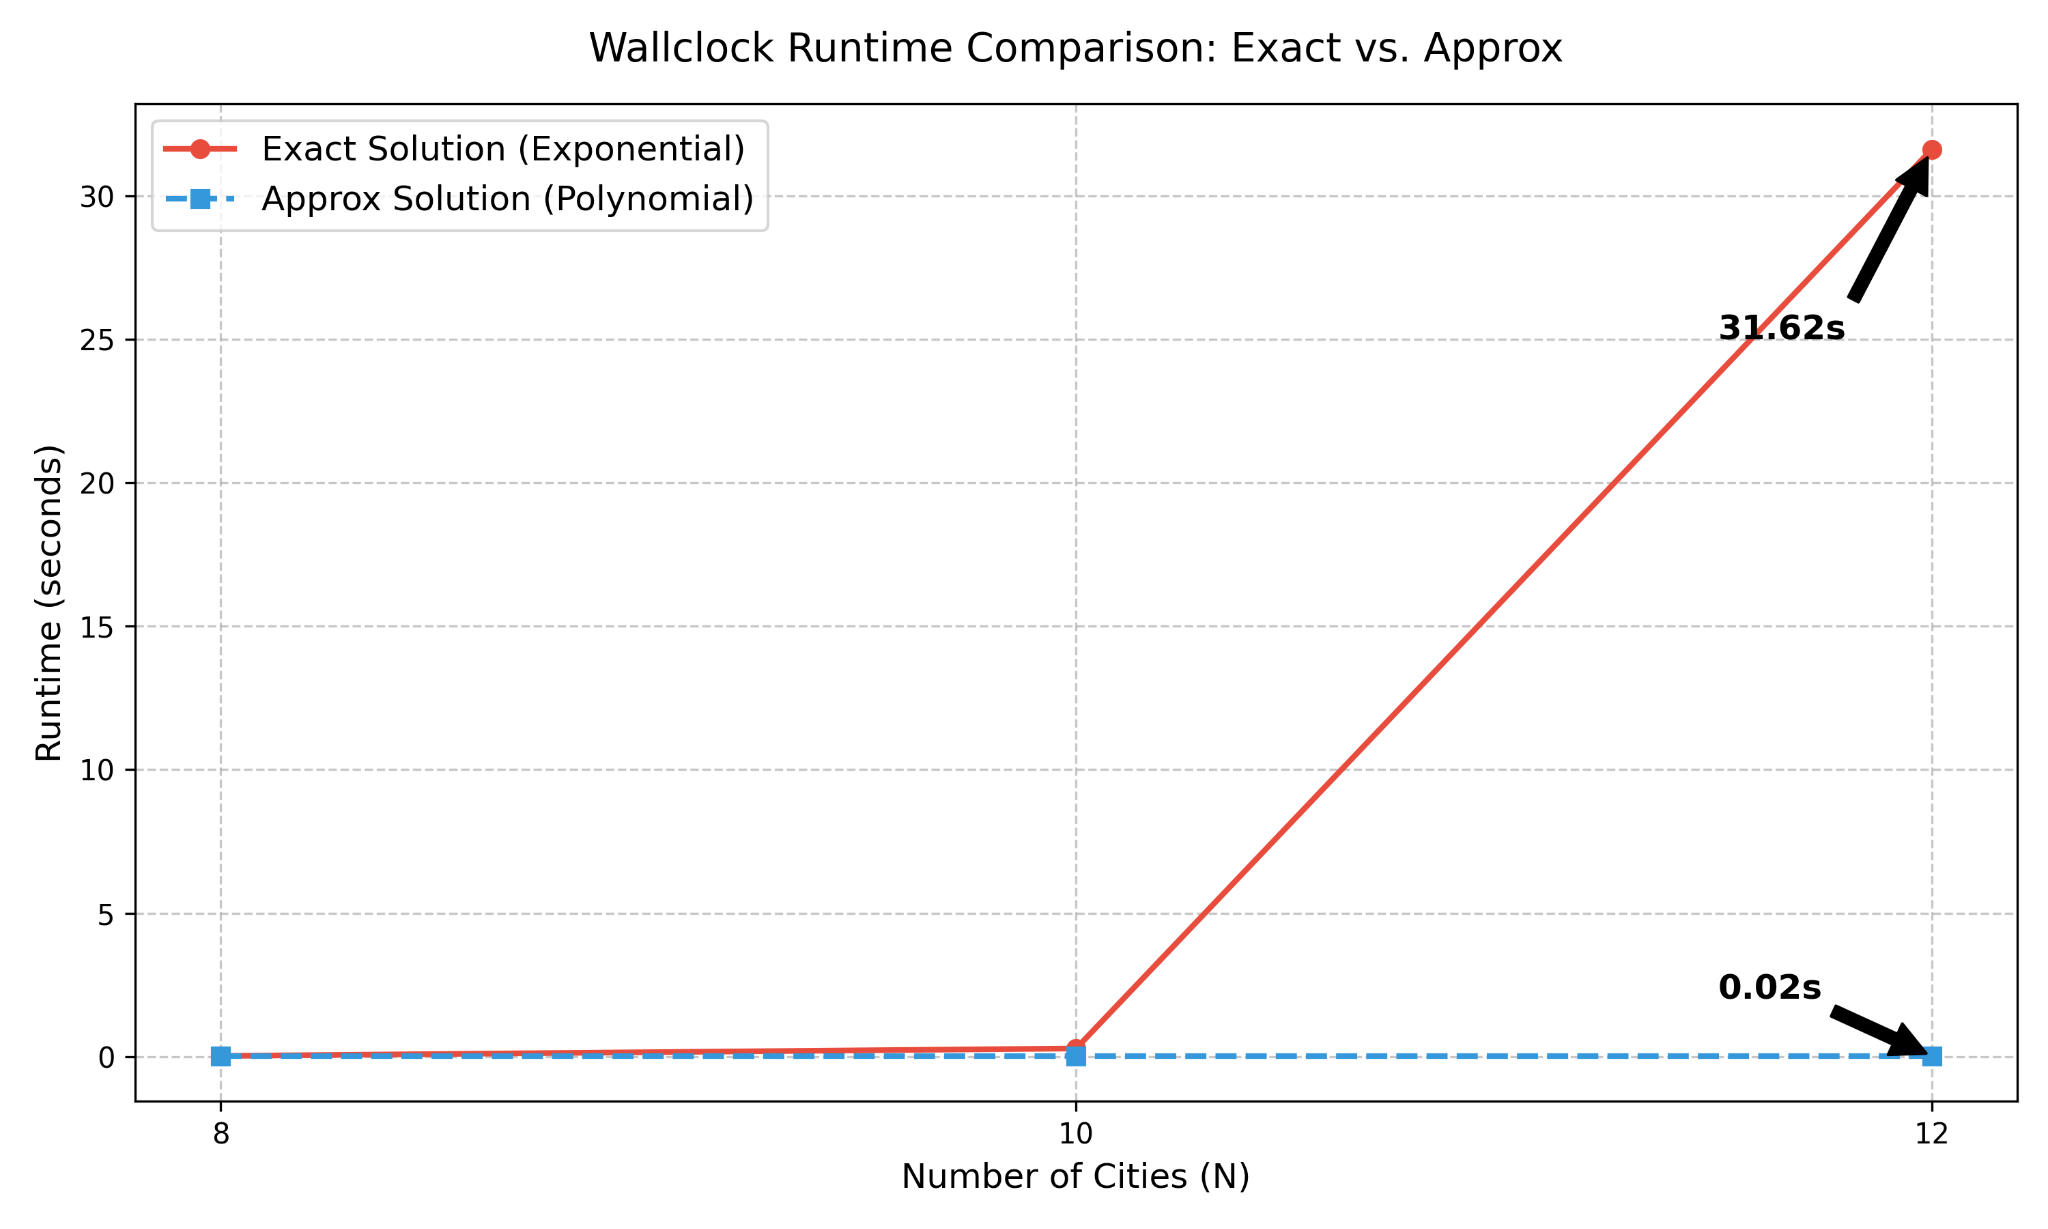 Wallclock Runtime Comparison: Exact vs. Approx
Exact Solution (Exponential)
Approx Solution (Polynomial)
30
25
20
15
10
5
0
Runtime (seconds)
31.62s
0.02s
8
10
12
Number of Cities (N)